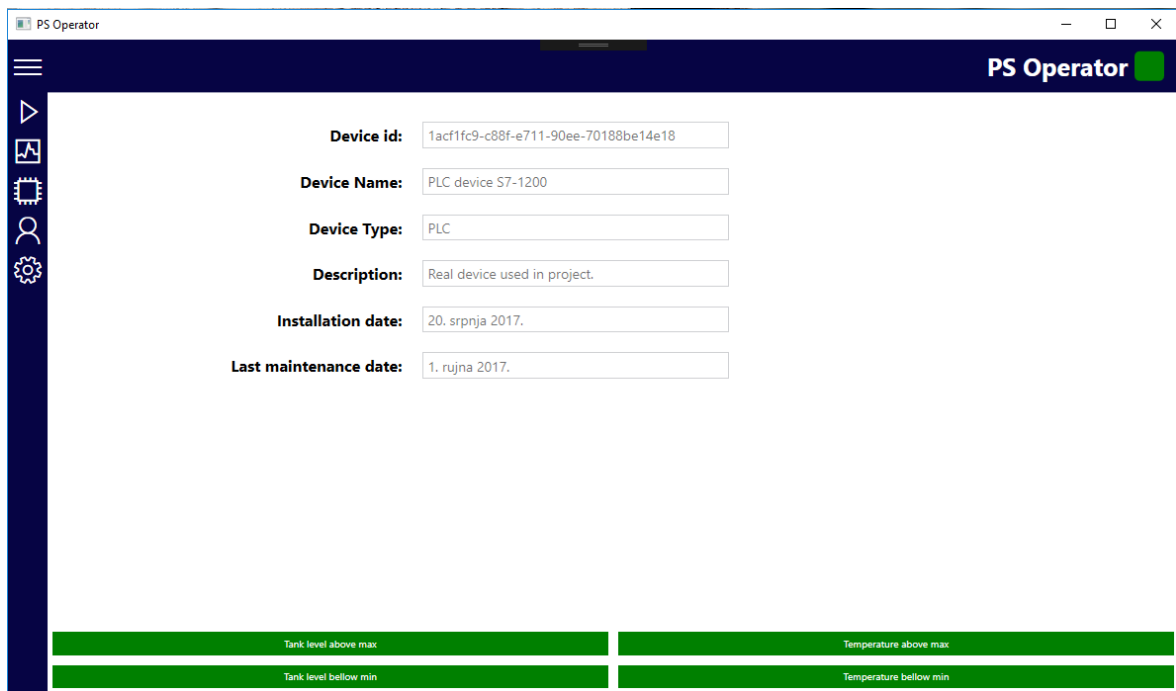 PS Operator
PS Operator
Device id: 1acf1fc9-c88f-e711-90ee-70188be14e18
Device Name: PLC device S7-1200
Device Type: PLC
Description: Real device used in project.
Installation date: 20. srpnja 2017.
Last maintenance date: 1. rujna 2017.
Tank level above max Temperature above max
Tank level bellow min Temperature bellow min